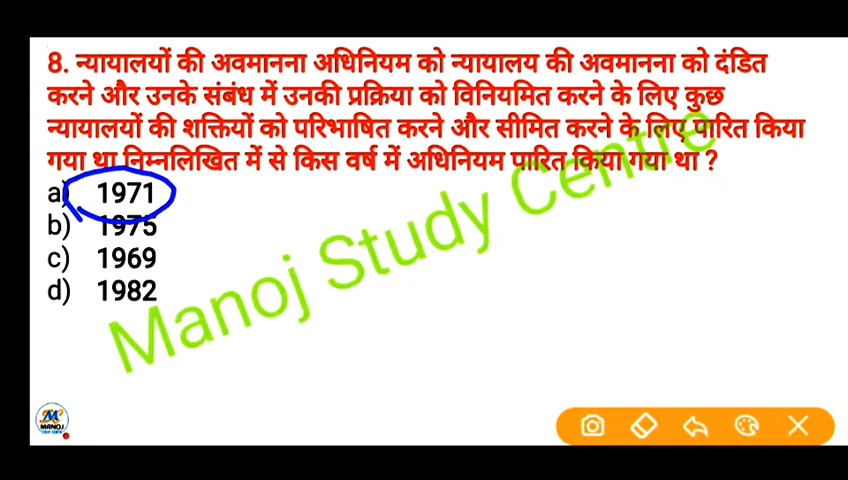 8. न्यायालयों की अवमानना अधिनियम को न्यायालय की अवमानना को दंडित
करने और उनके संबंध में उनकी प्रक्रिया को विनियमित करने के लिए कुछ
न्यायालयों की शक्तियों को परिभाषित करने और सीमित करने के लिए पारित किया
गया था निम्नलिखित में से किस वर्ष में अधिनियम पारित किया गया था ?
a) 1971
b) 1975
c) 1969
d) 1982
Manoj Study Centre
MANOJ